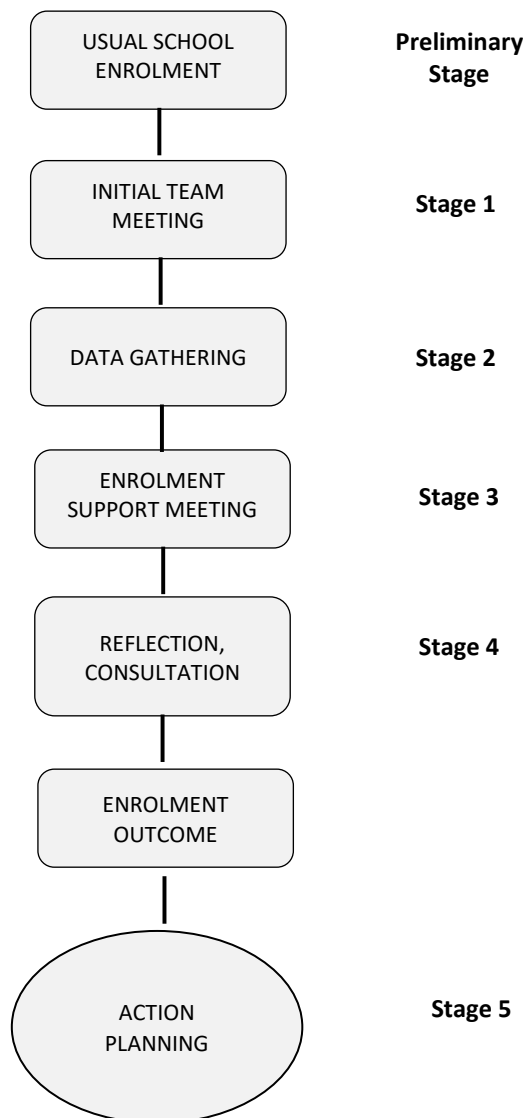 USUAL SCHOOL
ENROLMENT
Preliminary
Stage
INITIAL TEAM
MEETING
Stage 1
DATA GATHERING
Stage 2
ENROLMENT
SUPPORT MEETING
Stage 3
REFLECTION,
CONSULTATION
Stage 4
ENROLMENT
OUTCOME
ACTION
PLANNING
Stage 5